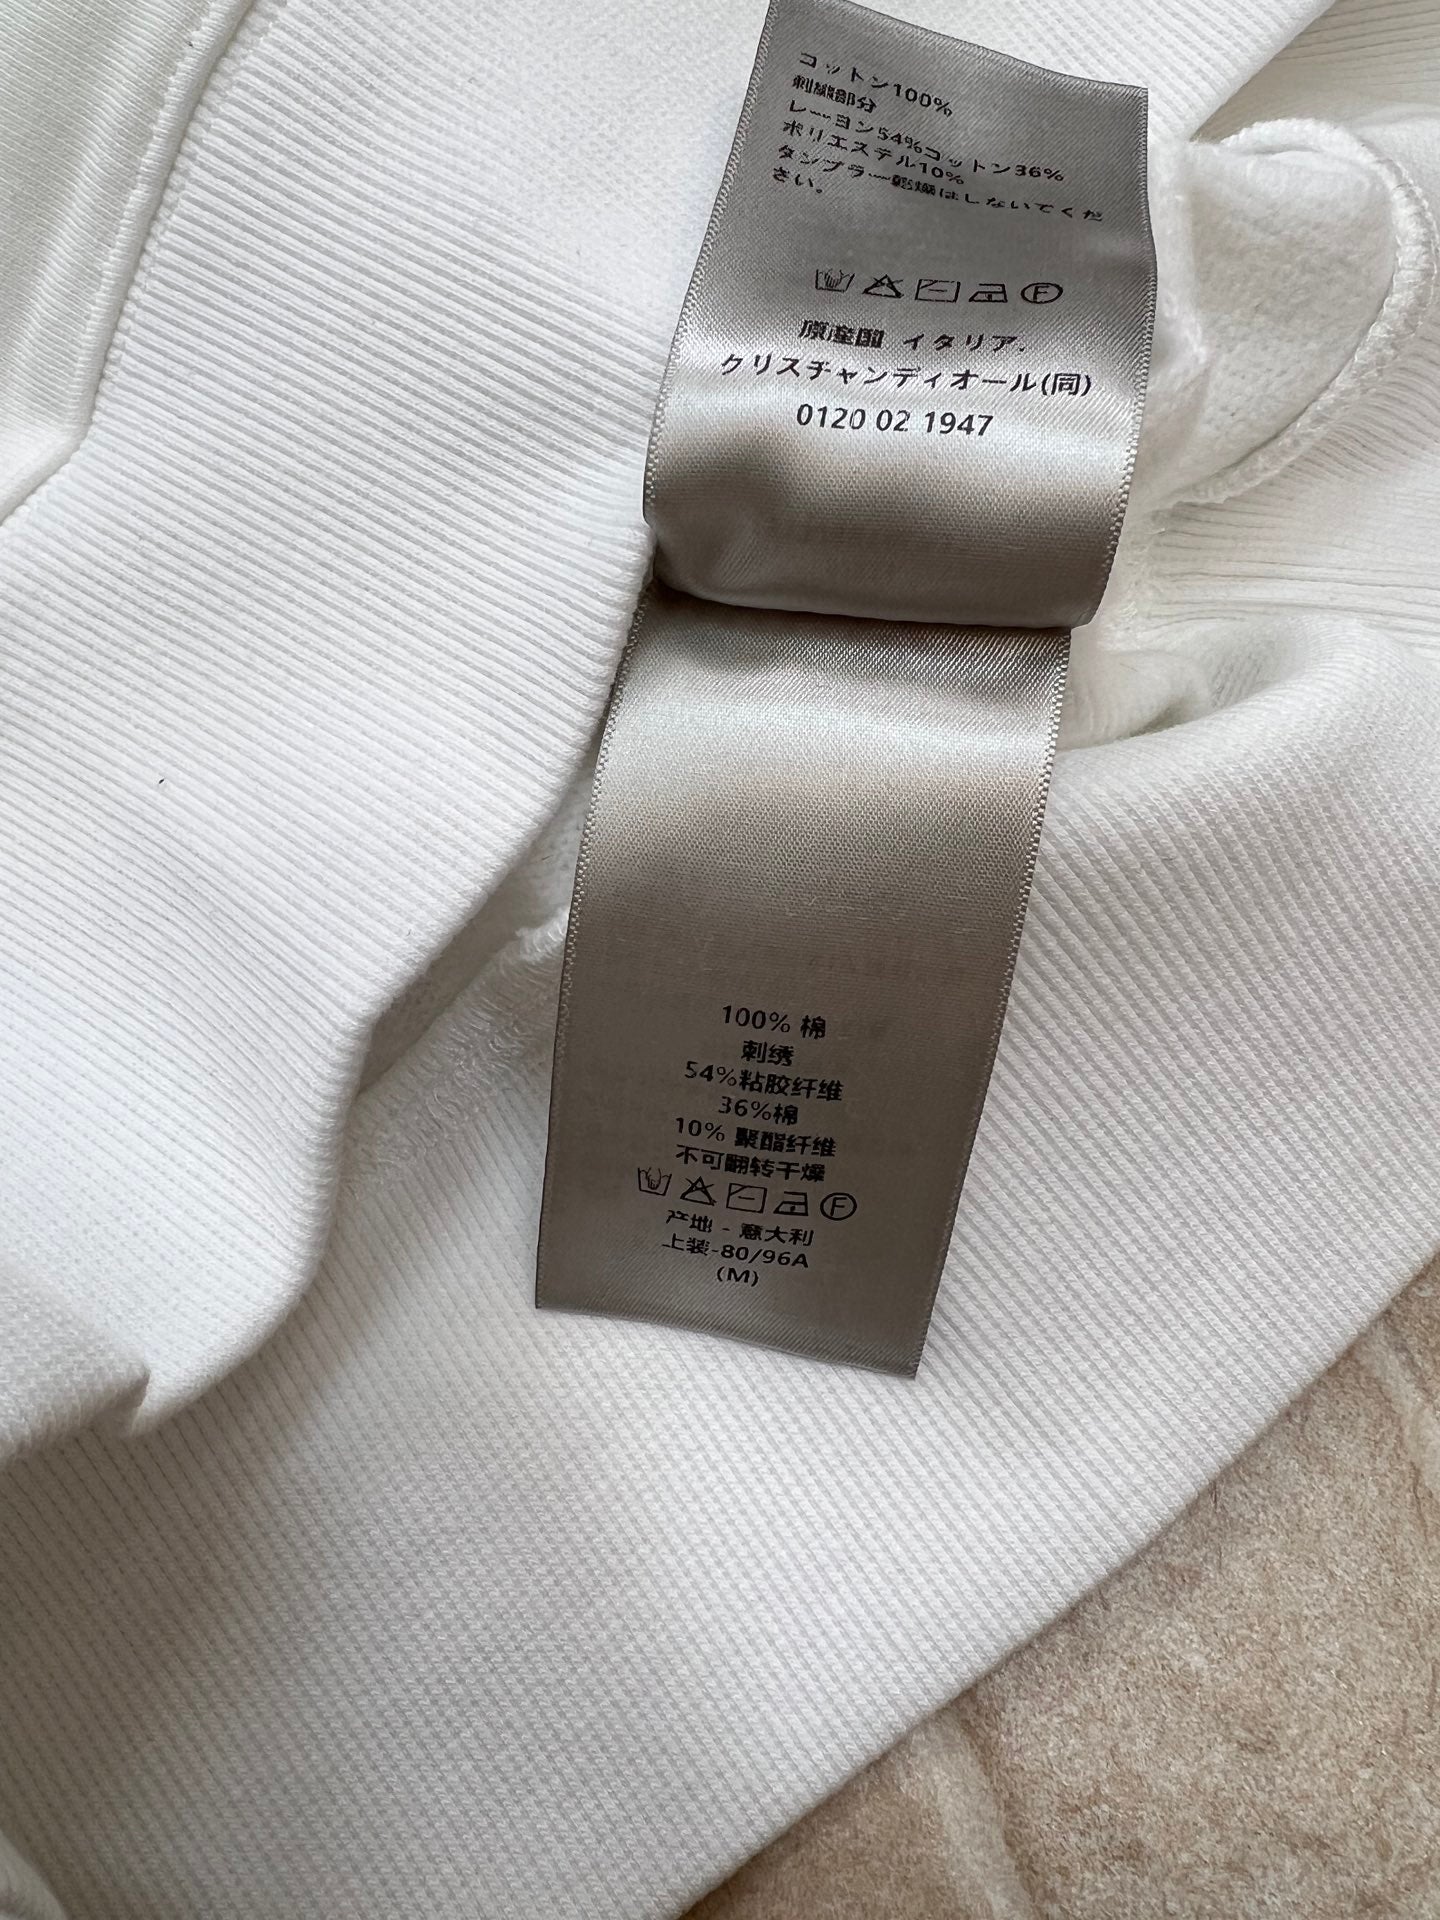 コットン100%
刺繍部分
レーヨン54%コットン36%
ポリエステル10%
タンブラー乾燥はしないでくだ
さい。
F
原産国 イタリア.
クリスチャンディオール(同)
0120 02 1947
100% 棉
刺绣
54%粘胶纤维
36%棉
10% 聚酯纤维
不可翻转干燥
F
产地 - 意大利
上装-80/96A
(M)